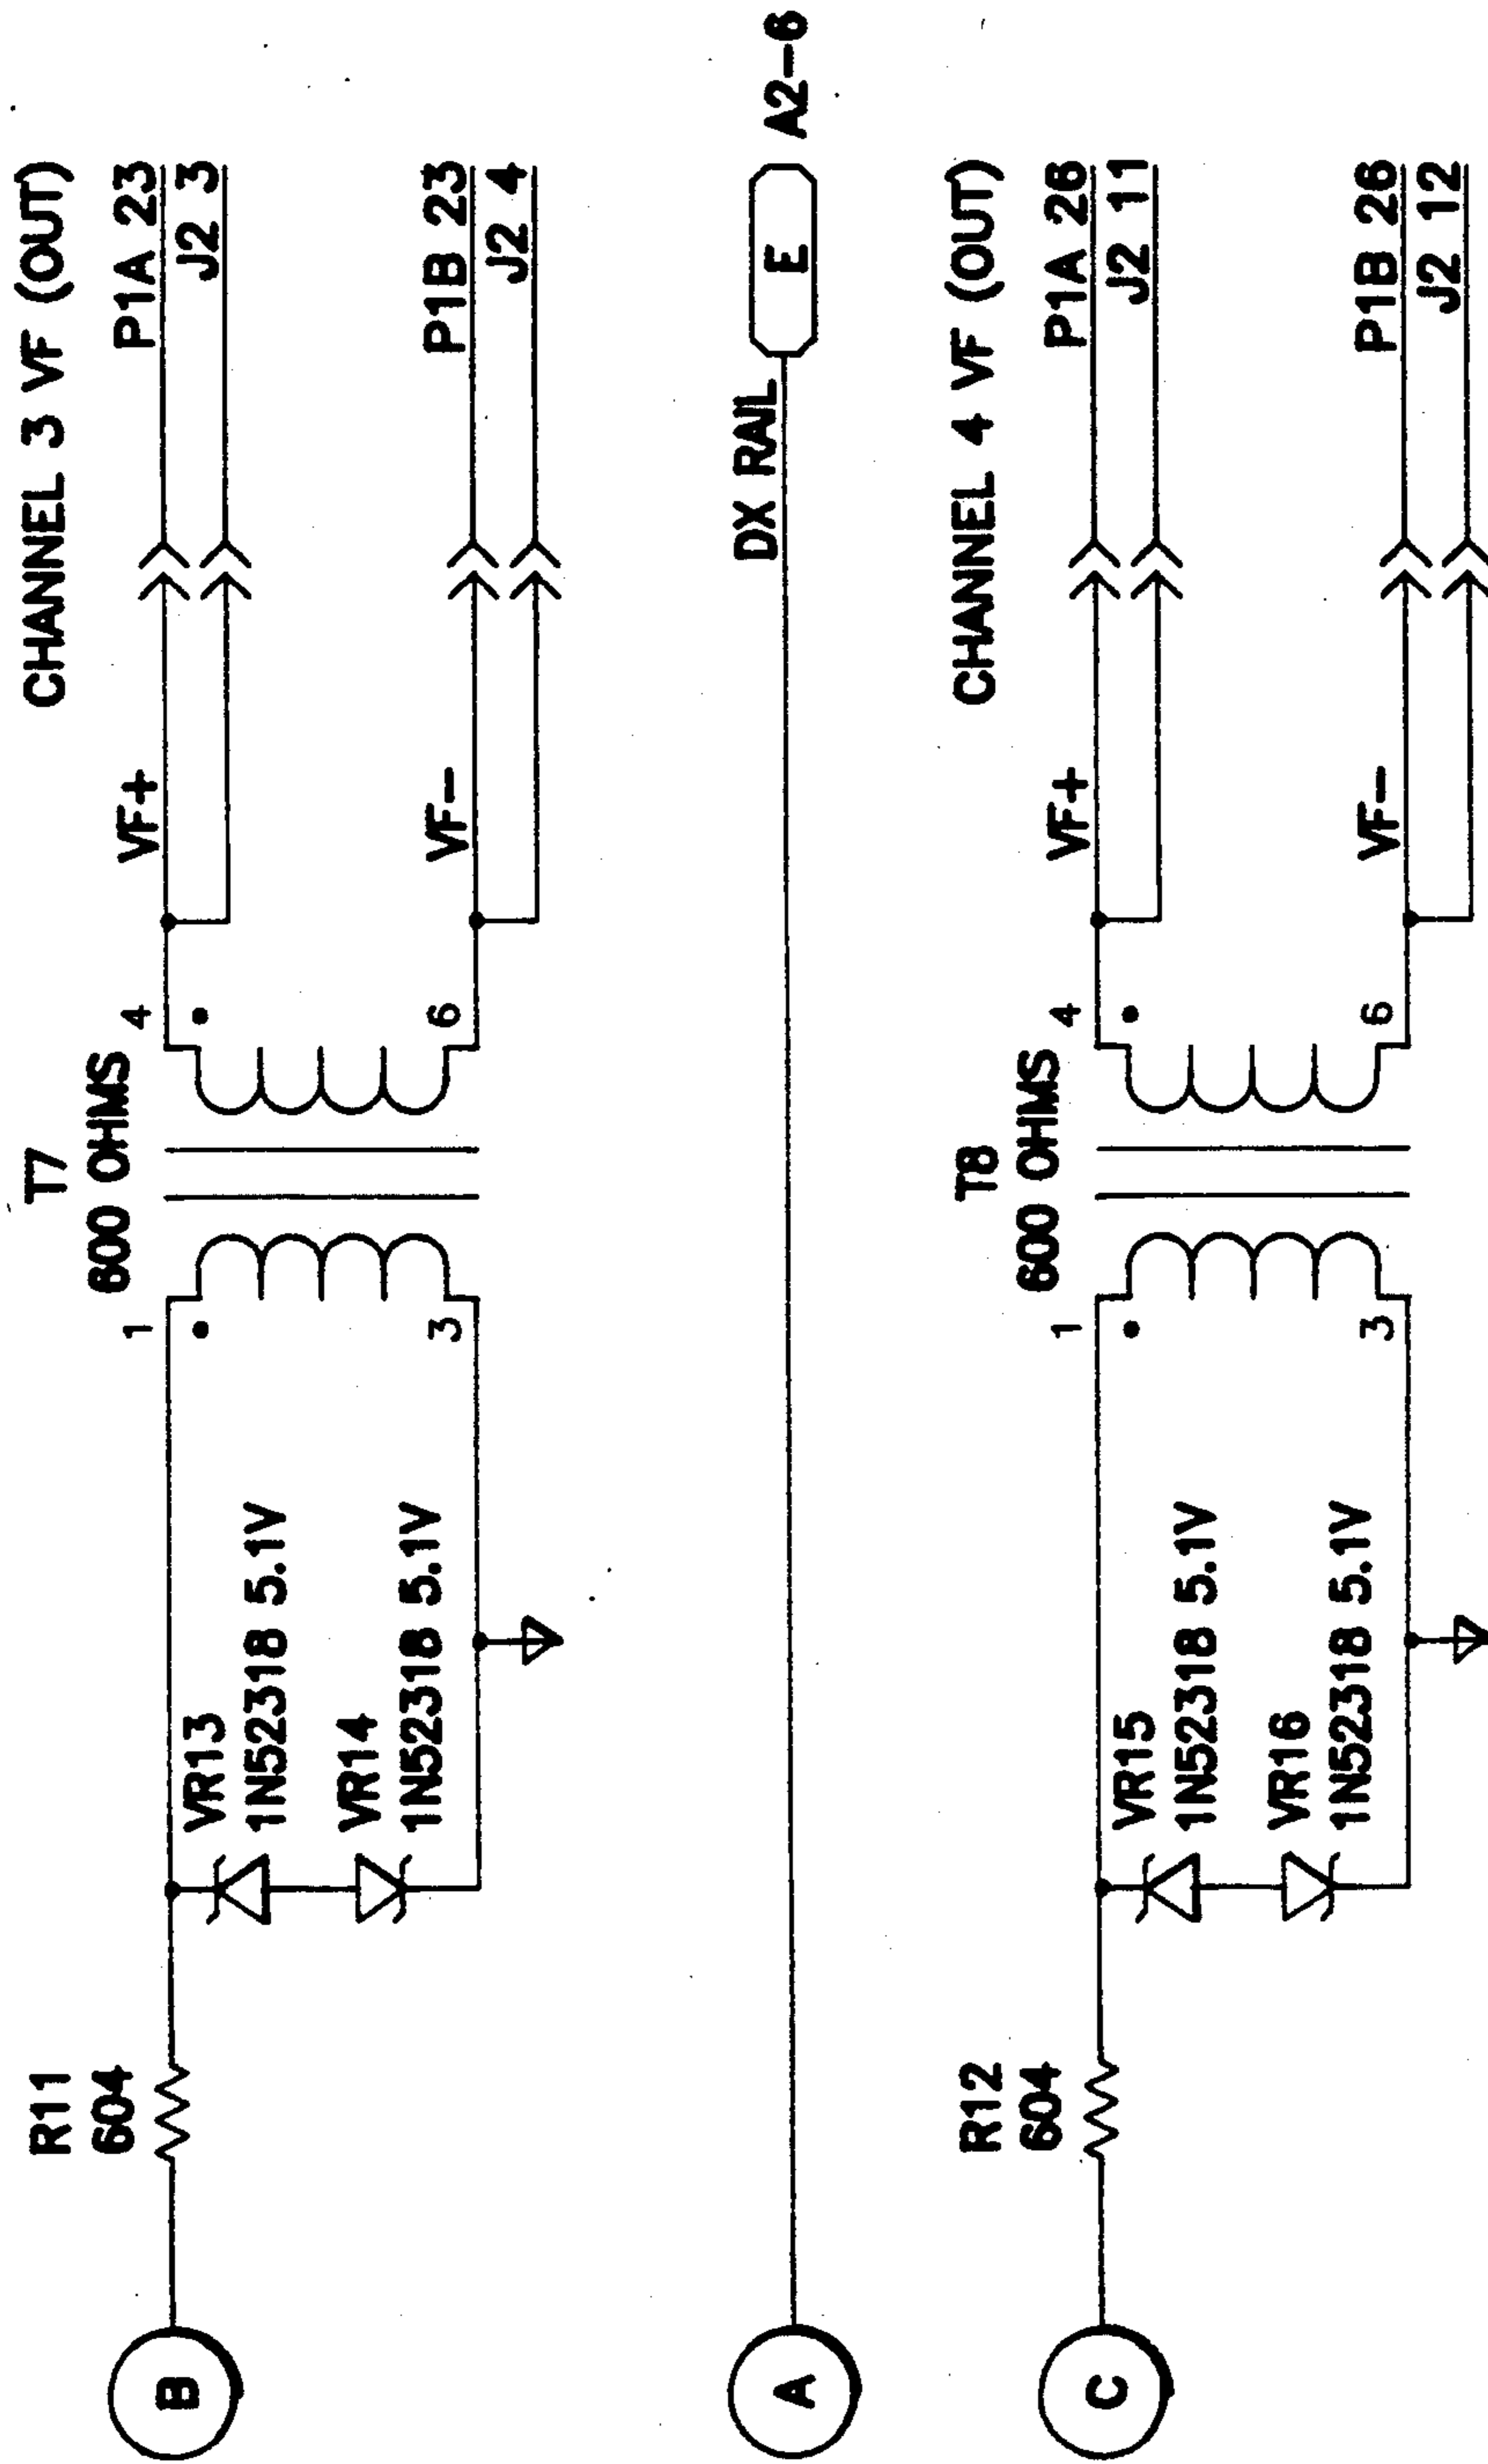 CHANNEL 3 VF (OUT)
R11
604
VR13
1N5231B 5.1V
VR14
1N5231B 5.1V
T7
600 OHMS
1
3
4
6
VF+
VF-
P1A 23
J2 3
P1B 23
J2 4
B
A
DX RAIL
E
A2-6
CHANNEL 4 VF (OUT)
R12
604
VR15
1N5231B 5.1V
VR16
1N5231B 5.1V
T8
600 OHMS
1
3
4
6
VF+
VF-
P1A 26
J2 11
P1B 26
J2 12
C